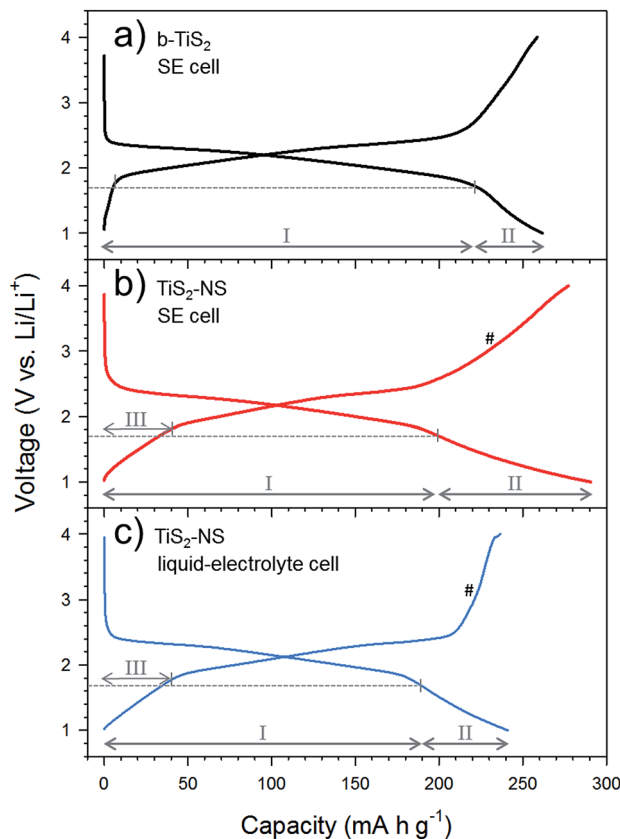 a) b-TiS₂
SE cell
4
3
2
1
I
II
b) TiS₂-NS
SE cell
#
4
3
2
1
III
I
II
c) TiS₂-NS
liquid-electrolyte cell
#
4
3
2
1
III
I
II
0 50 100 150 200 250 300
Voltage (V vs. Li/Li⁺)
Capacity (mA h g⁻¹)